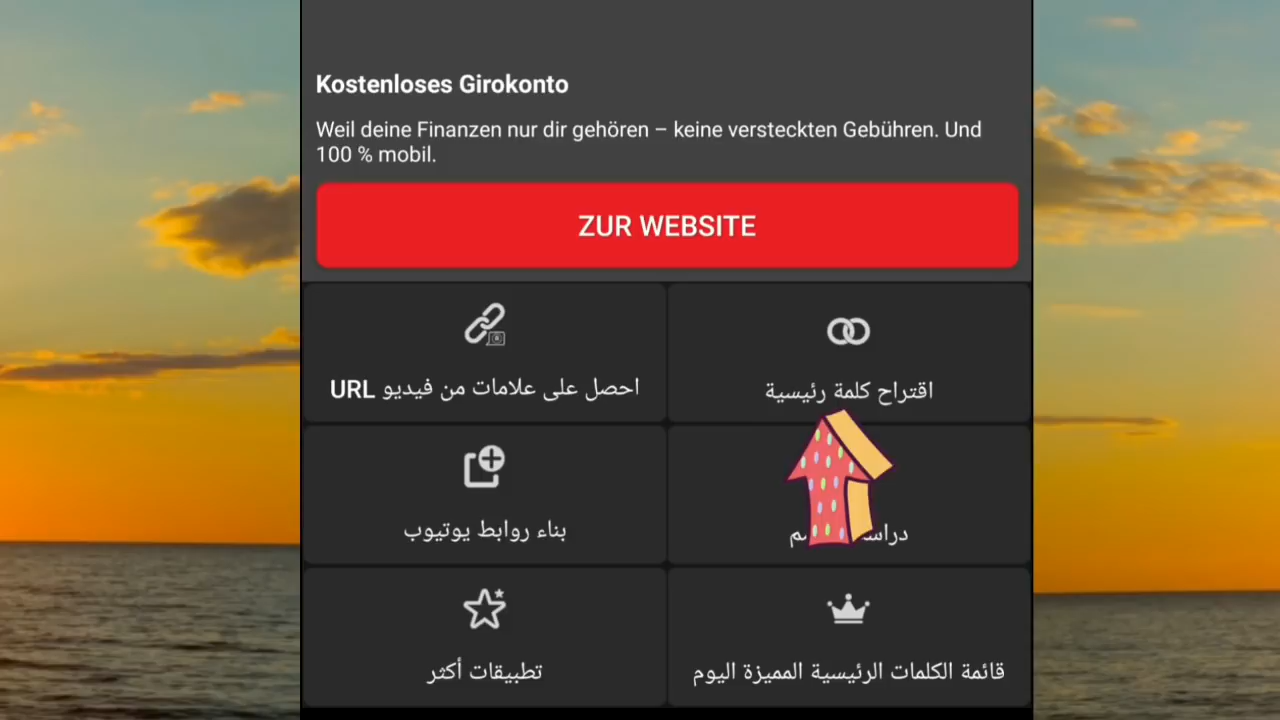 Kostenloses Girokonto
Weil deine Finanzen nur dir gehören – keine versteckten Gebühren. Und
100 % mobil.
ZUR WEBSITE
اقتراح كلمة رئيسية
احصل على علامات من فيديو URL
بناء روابط يوتيوب
قائمة الكلمات الرئيسية المميزة اليوم
تطبيقات أكثر